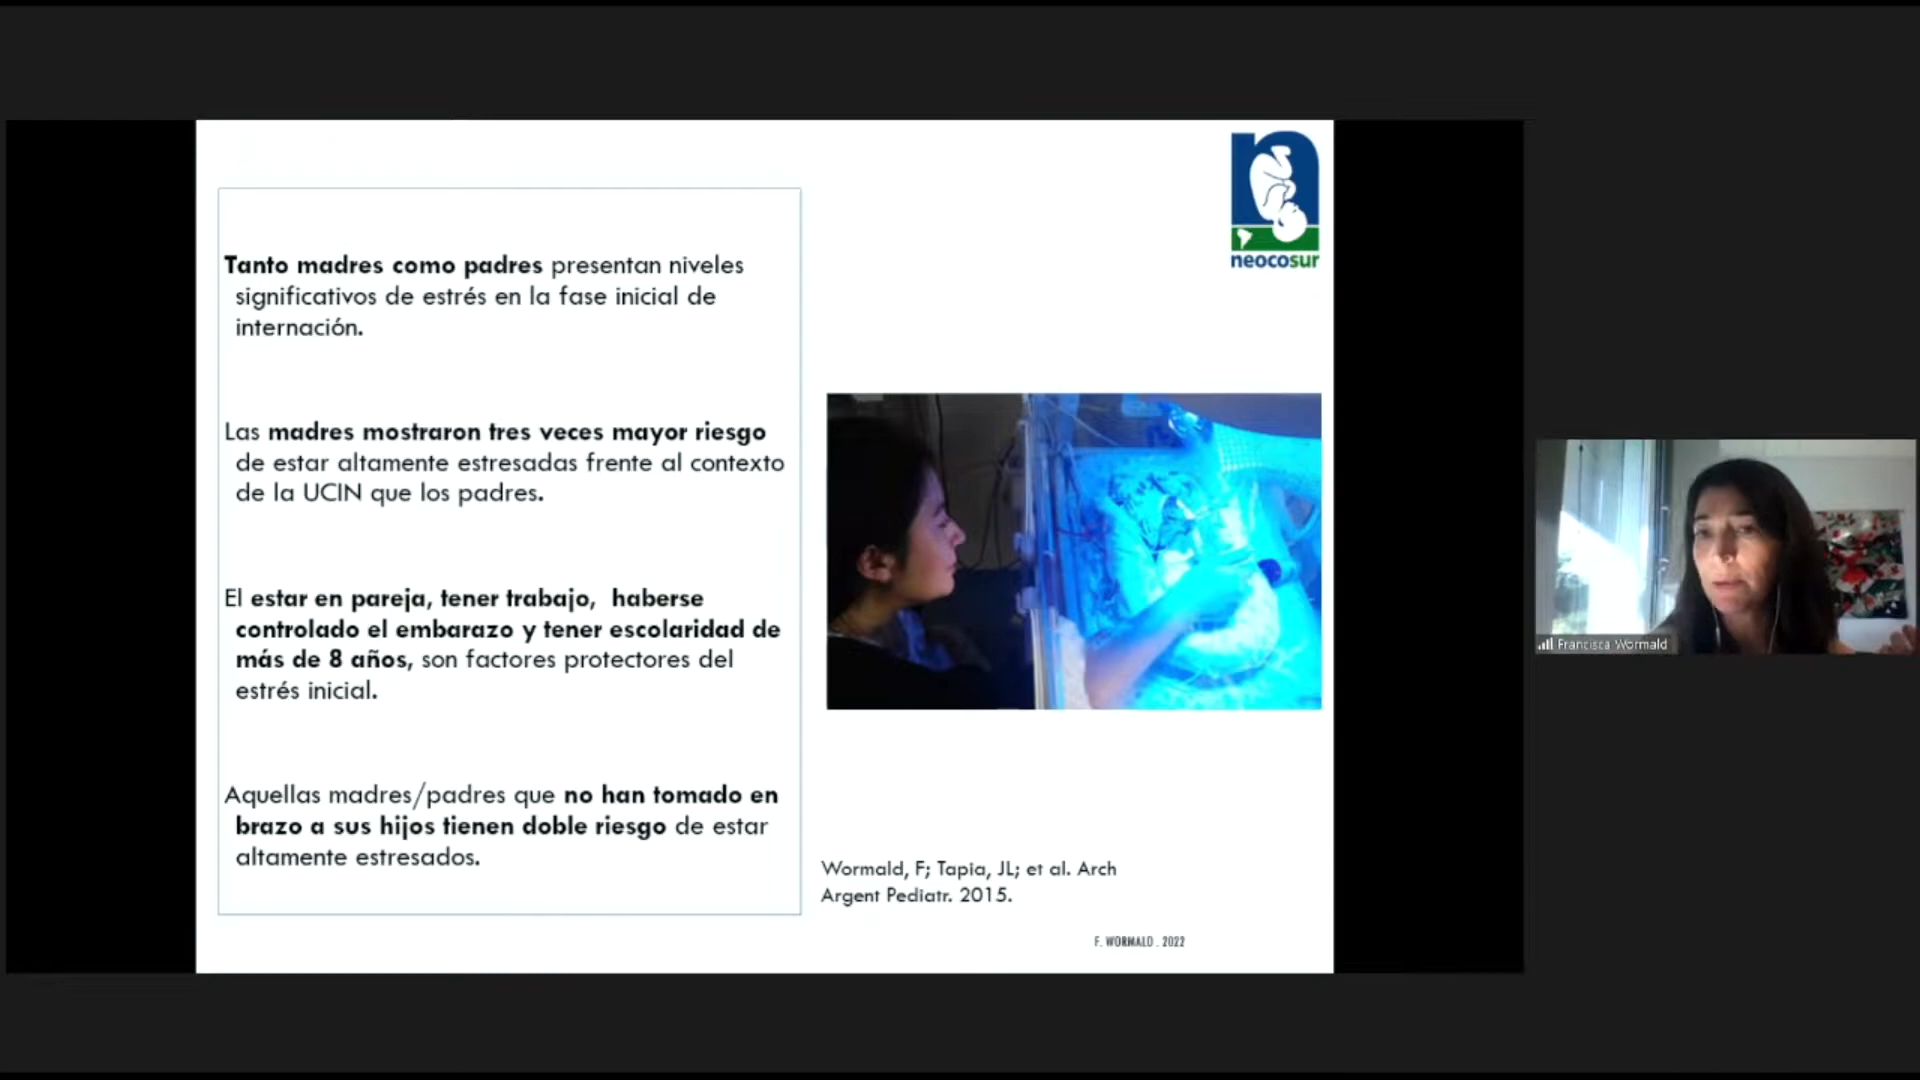 neocosur
Tanto madres como padres presentan niveles
significativos de estrés en la fase inicial de
internación.
Las madres mostraron tres veces mayor riesgo
de estar altamente estresadas frente al contexto
de la UCIN que los padres.
El estar en pareja, tener trabajo, haberse
controlado el embarazo y tener escolaridad de
más de 8 años, son factores protectores del
estrés inicial.
Aquellas madres/padres que no han tomado en
brazo a sus hijos tienen doble riesgo de estar
altamente estresados.
Wormald, F; Tapia, JL; et al. Arch
Argent Pediatr. 2015.
F. WORMALD . 2022
Francisca Wormald